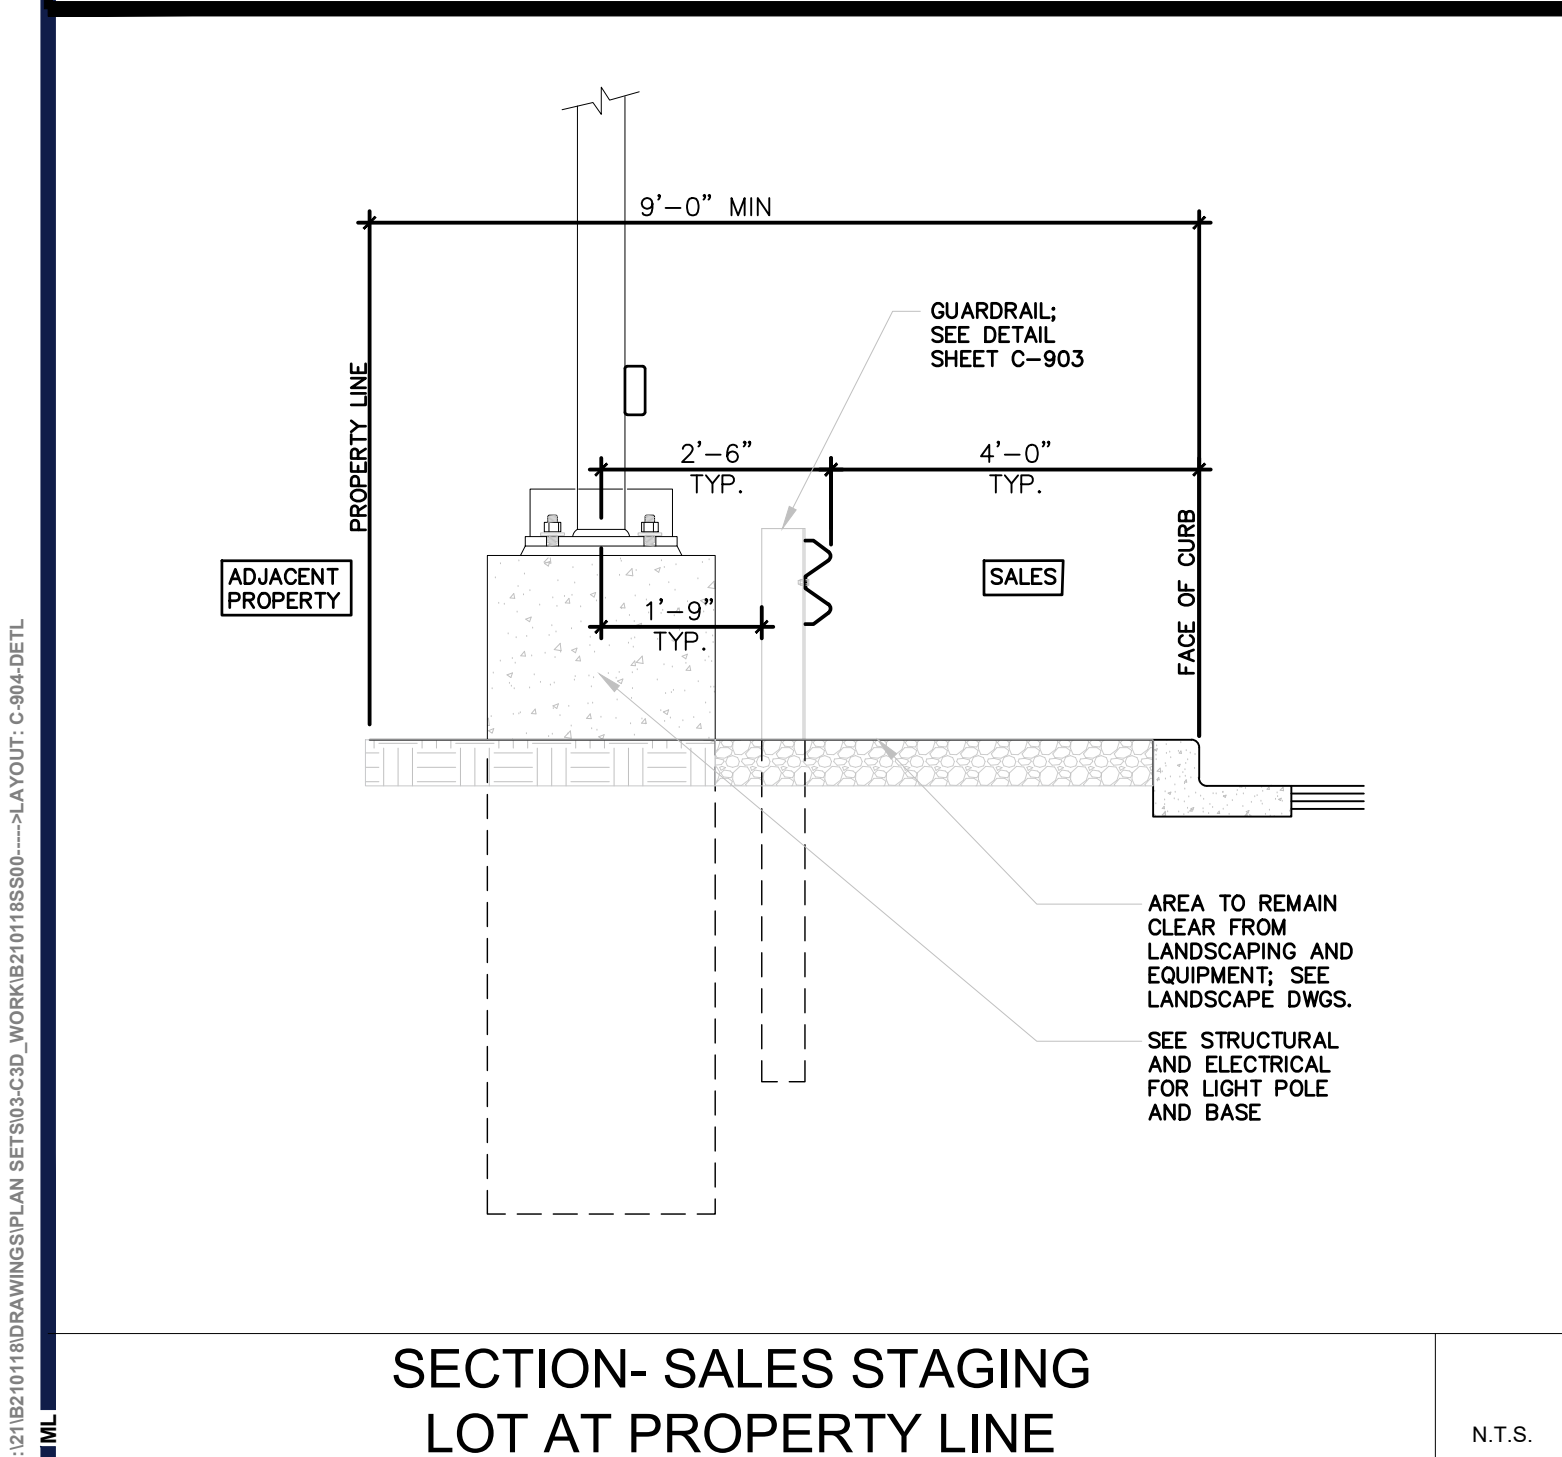 9'-0" MIN
GUARDRAIL;
SEE DETAIL
SHEET C-903
PROPERTY LINE
2'-6"
TYP.
4'-0"
TYP.
ADJACENT
PROPERTY
SALES
FACE OF CURB
1'-9"
TYP.
AREA TO REMAIN
CLEAR FROM
LANDSCAPING AND
EQUIPMENT; SEE
LANDSCAPE DWGS.
SEE STRUCTURAL
AND ELECTRICAL
FOR LIGHT POLE
AND BASE
SECTION- SALES STAGING
LOT AT PROPERTY LINE
N.T.S.
:\21\B210118\DRAWINGS\PLAN SETS\03-C3D_WORK\B210118SS00----->LAYOUT: C-904-DETL
ML